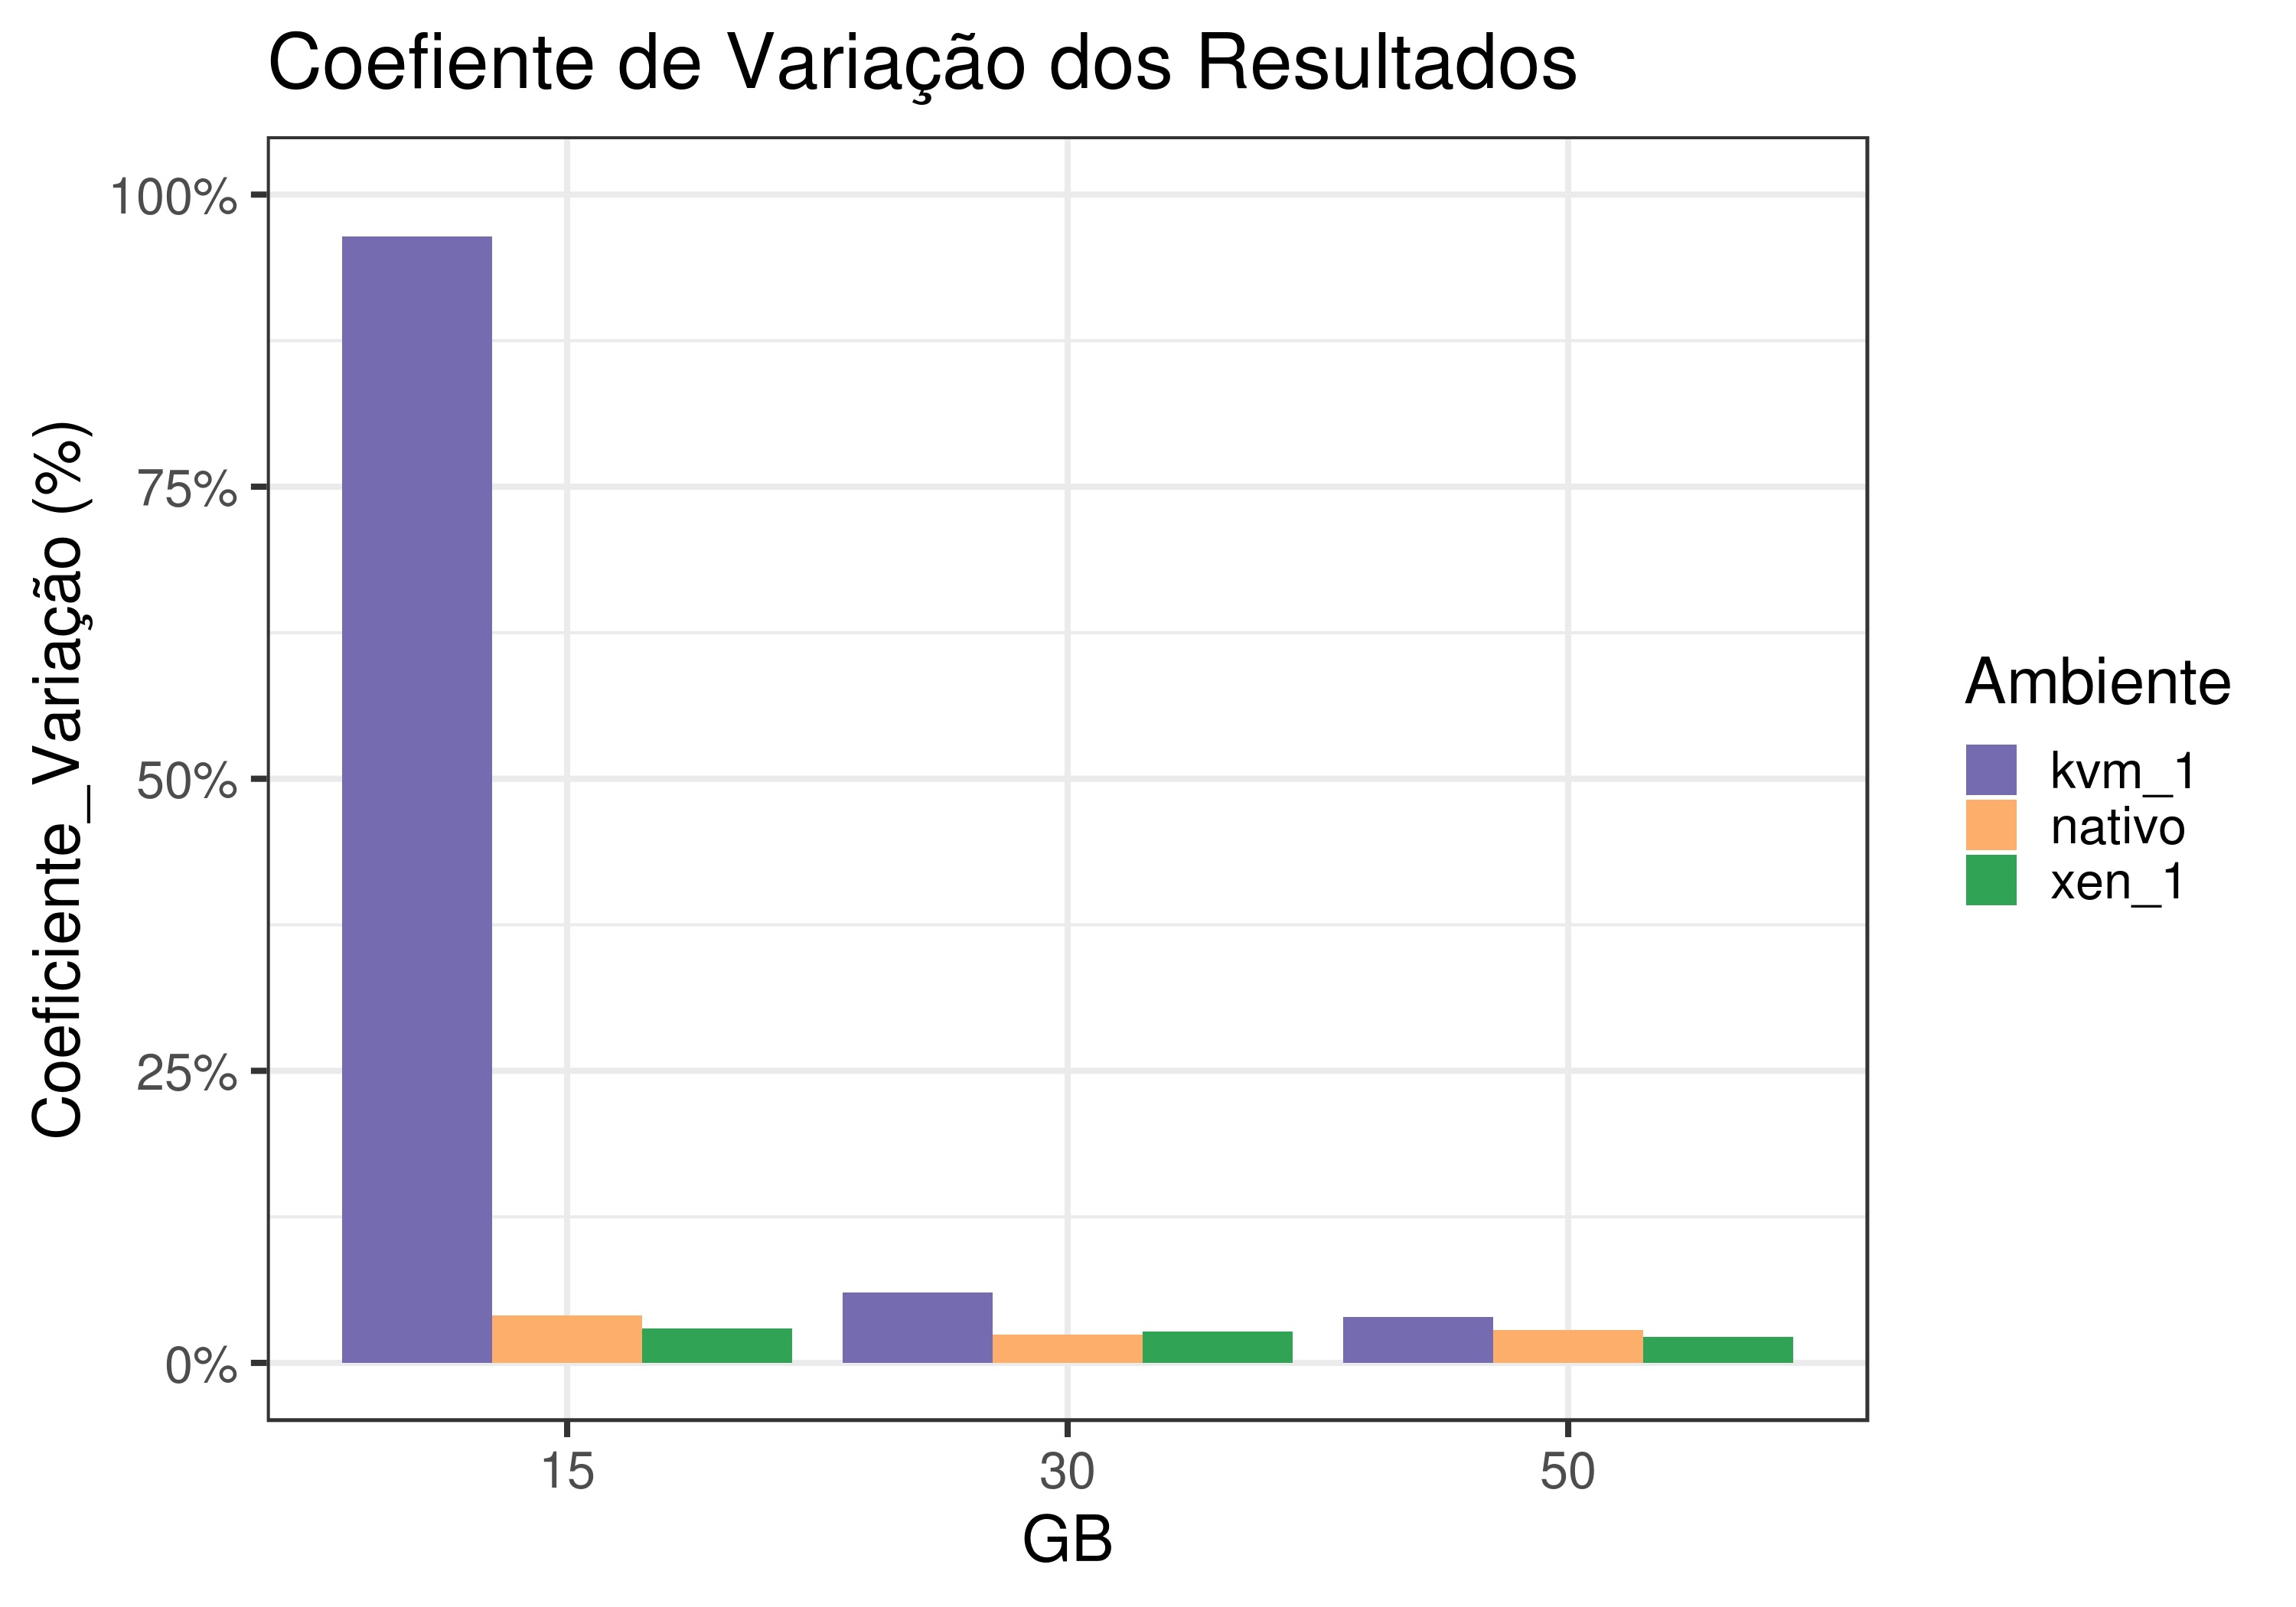 Coefiente de Variação dos Resultados
Coeficiente_Variação (%)
100%
75%
50%
25%
0%
15
30
50
GB
Ambiente
kvm_1
nativo
xen_1